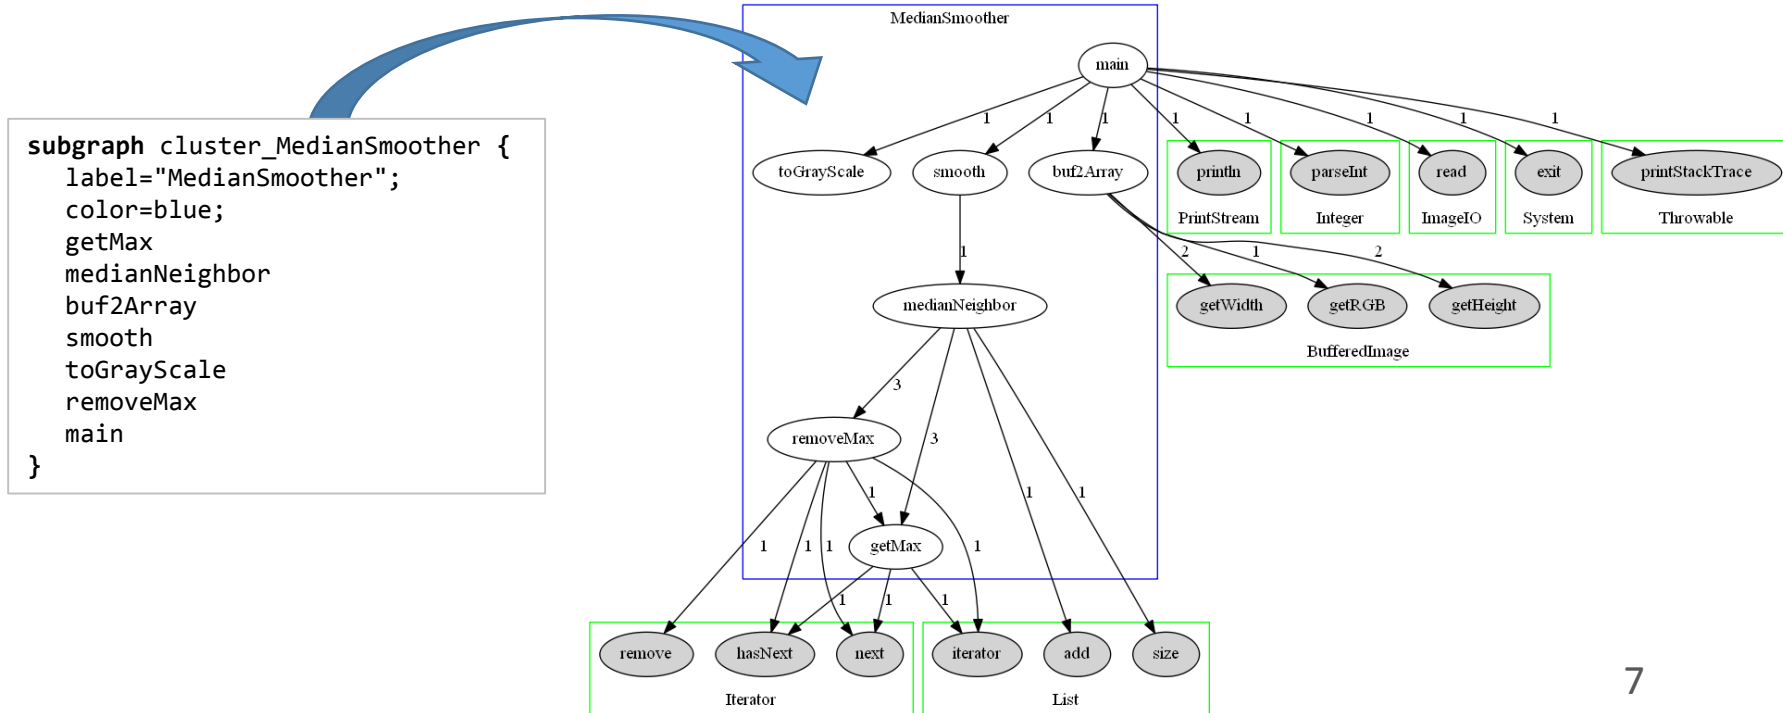 subgraph cluster_MedianSmoother {
label="MedianSmoother";
color=blue;
getMax
medianNeighbor
buf2Array
smooth
toGrayScale
removeMax
main
}
MedianSmoother
main
1 1 1 1 1 1 1 1
toGrayScale smooth buf2Array println parseInt read exit printStackTrace
PrintStream Integer ImageIO System Throwable
1 2 1 2
medianNeighbor getWidth getRGB getHeight
BufferedImage
3
removeMax 3
1 1 1
getMax
1 1 1 1
1 1 1
remove hasNext next iterator add size
Iterator List
7